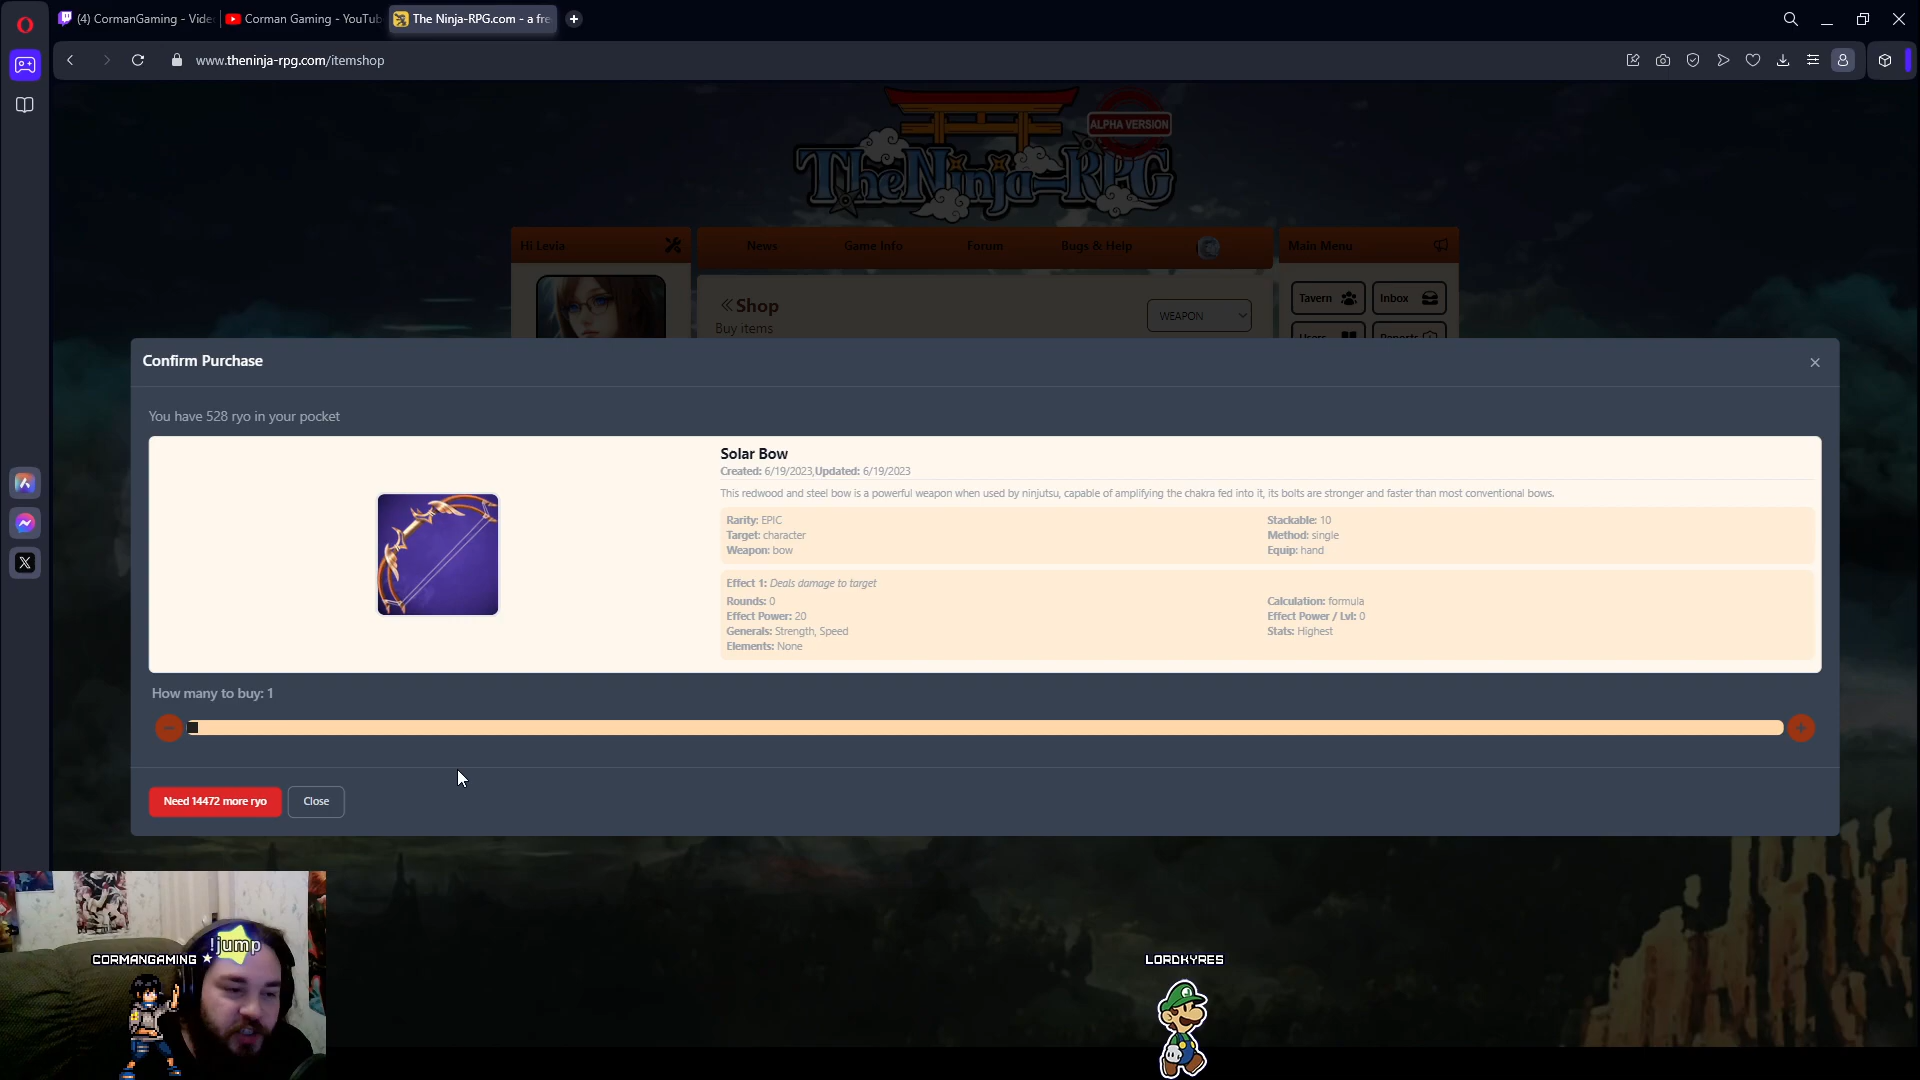 (4) CormanGaming - Vide
Corman Gaming - YouTub
The Ninja-RPG.com - a fre
www.theninja-rpg.com/itemshop
ALPHA VERSION
TheNinja-RPG
Hi Levia
News
Game Info
Forum
Bugs & Help
Main Menu
Shop
Buy items
WEAPON
Tavern
Inbox
Users
Reports
Confirm Purchase
You have 528 ryo in your pocket
Solar Bow
Created: 6/19/2023,Updated: 6/19/2023
This redwood and steel bow is a powerful weapon when used by ninjutsu, capable of amplifying the chakra fed into it, its bolts are stronger and faster than most conventional bows.
Rarity: EPIC
Stackable: 10
Target: character
Method: single
Weapon: bow
Equip: hand
Effect 1: Deals damage to target
Rounds: 0
Calculation: formula
Effect Power: 20
Effect Power / Lvl: 0
Generals: Strength, Speed
Stats: Highest
Elements: None
How many to buy: 1
Need 14472 more ryo
Close
!jump
CORMANGAMING
LORDKYRES